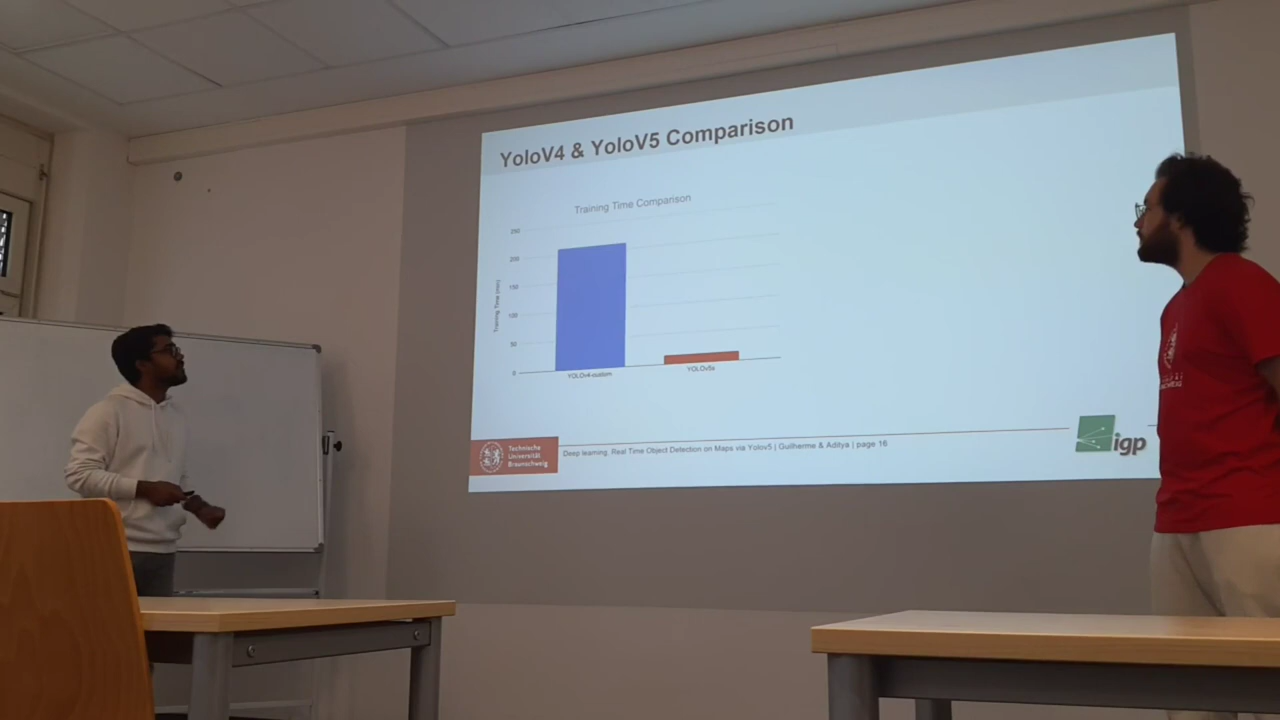 YoloV4 & YoloV5 Comparison
Training Time Comparison
250
200
150
100
50
0
Training Time (min)
YOLOv4-custom
YOLOv5s
Technische
Universität
Braunschweig
Deep learning. Real Time Object Detection on Maps via Yolov5 | Guilherme & Aditya | page 16
igp